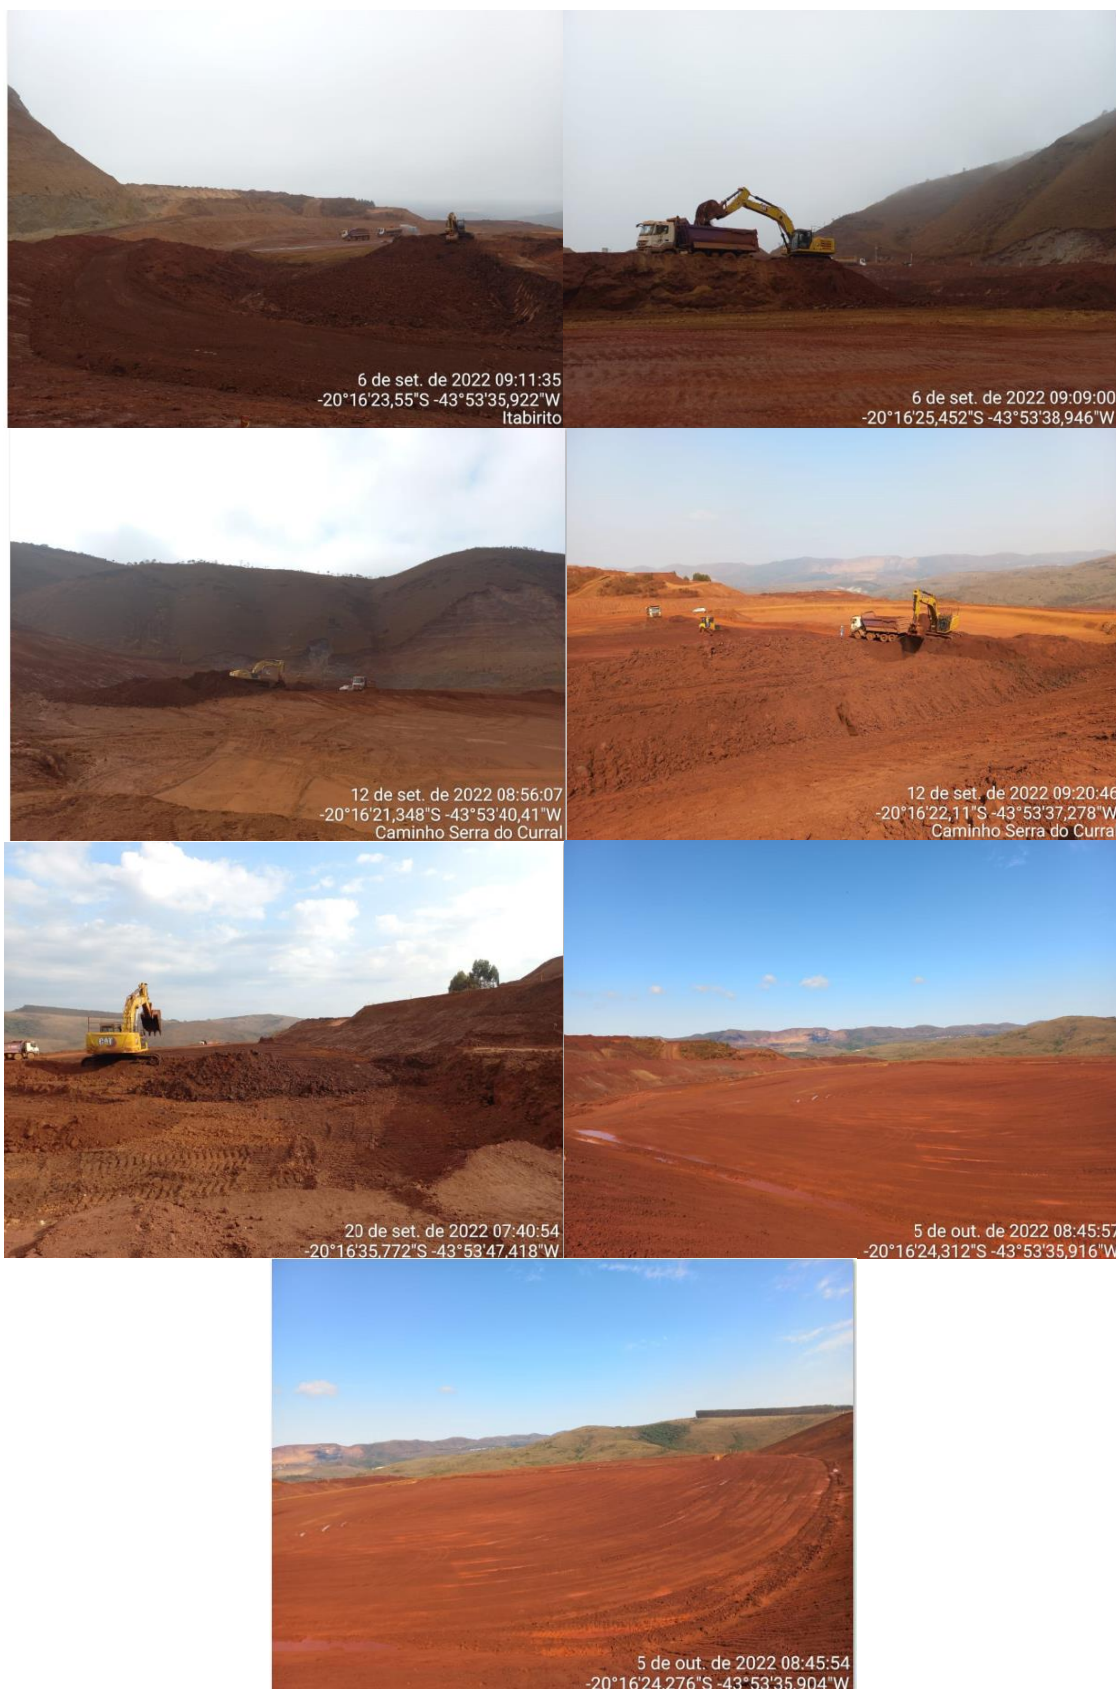 6 de set. de 2022 09:11:35
-20°16'23,55"S -43°53'35,922"W
Itabirito
6 de set. de 2022 09:09:00
-20°16'25,452"S -43°53'38,946"W
12 de set. de 2022 08:56:07
-20°16'21,348"S -43°53'40,41"W
Caminho Serra do Curral
12 de set. de 2022 09:20:46
-20°16'22,11"S -43°53'37,278"W
Caminho Serra do Curral
CAT
20 de set. de 2022 07:40:54
-20°16'35,772"S -43°53'47,418"W
5 de out. de 2022 08:45:57
-20°16'24,312"S -43°53'35,916"W
5 de out. de 2022 08:45:54
-20°16'24,276"S -43°53'35,904"W